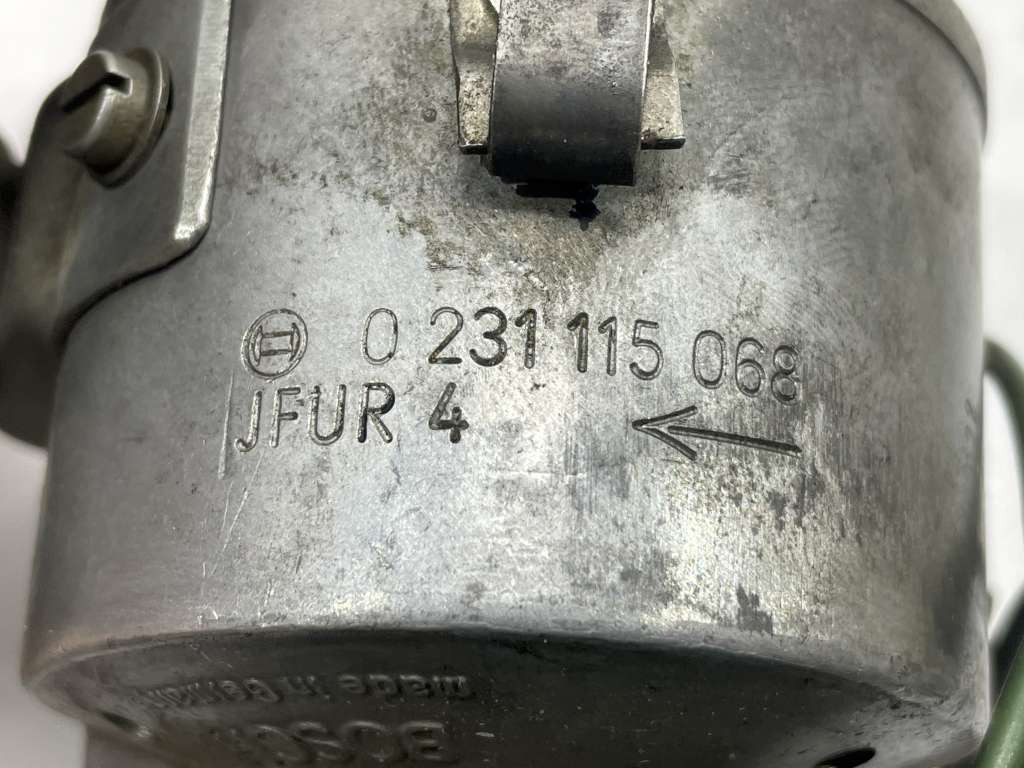 0 231 115 068
JFUR 4
made in Germany
BOSCH